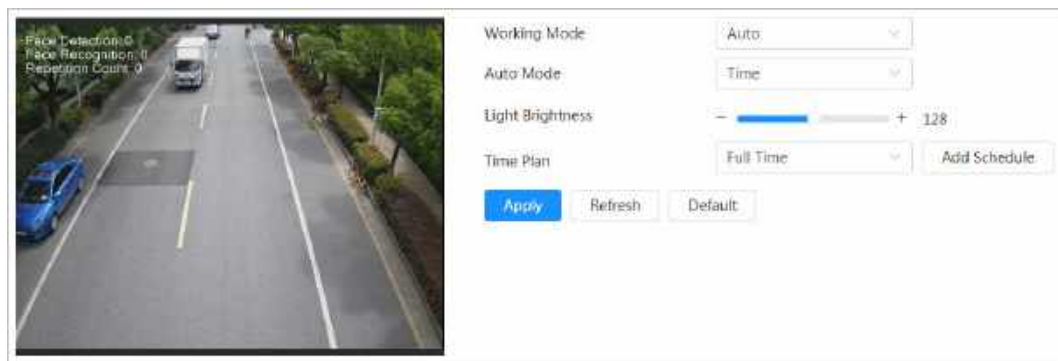 Face Detection: 0
Face Recognition: 0
Repetition Count: 0
Working Mode Auto
Auto Mode Time
Light Brightness - + 128
Time Plan Full Time Add Schedule
Apply Refresh Default